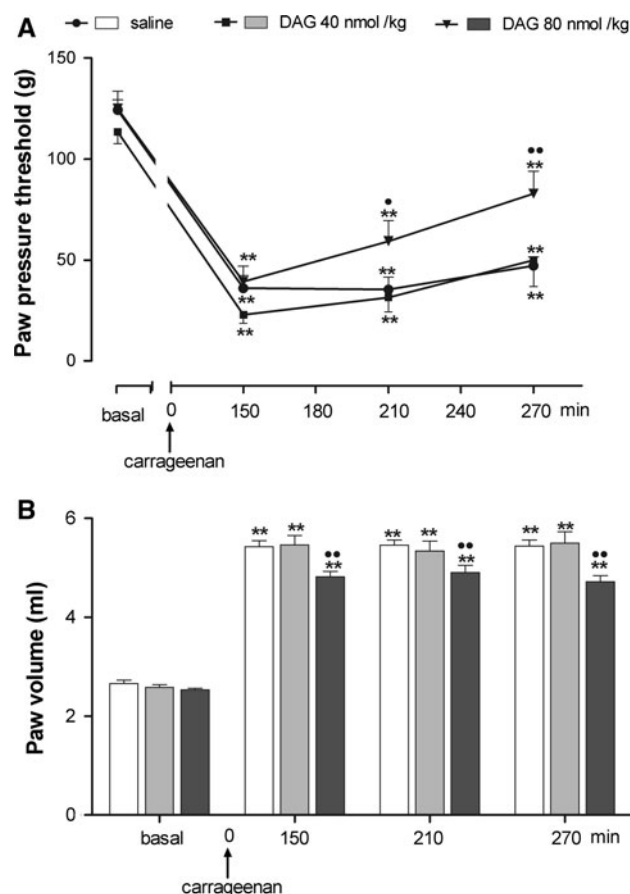 A
saline DAG 40 nmol /kg DAG 80 nmol /kg
Paw pressure threshold (g)
150
100
50
0
•• 
**
•
**
**
**
**
**
**
**
**
basal 0 150 180 210 240 270 min
carrageenan
B
Paw volume (ml)
6
4
2
0
** ** •• ** ** ** •• ** ** ** •• **
basal 0 150 210 270 min
carrageenan